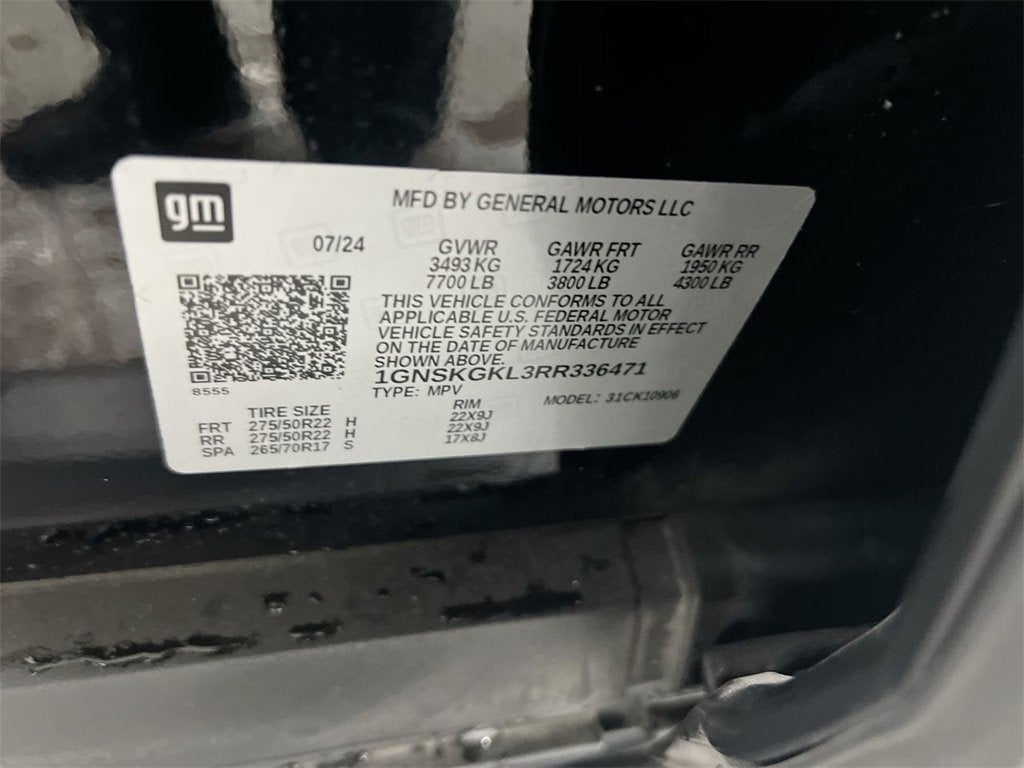 gm
MFD BY GENERAL MOTORS LLC
07/24 GVWR GAWR FRT GAWR RR
3493 KG 1724 KG 1950 KG
7700 LB 3800 LB 4300 LB
THIS VEHICLE CONFORMS TO ALL
APPLICABLE U.S. FEDERAL MOTOR
VEHICLE SAFETY STANDARDS IN EFFECT
ON THE DATE OF MANUFACTURE
SHOWN ABOVE.
1GNSKGKL3RR336471
8555
TYPE: MPV MODEL: 31CK10906
TIRE SIZE RIM
FRT 275/50R22 H 22X9J
RR 275/50R22 H 22X9J
SPA 265/70R17 S 17X8J